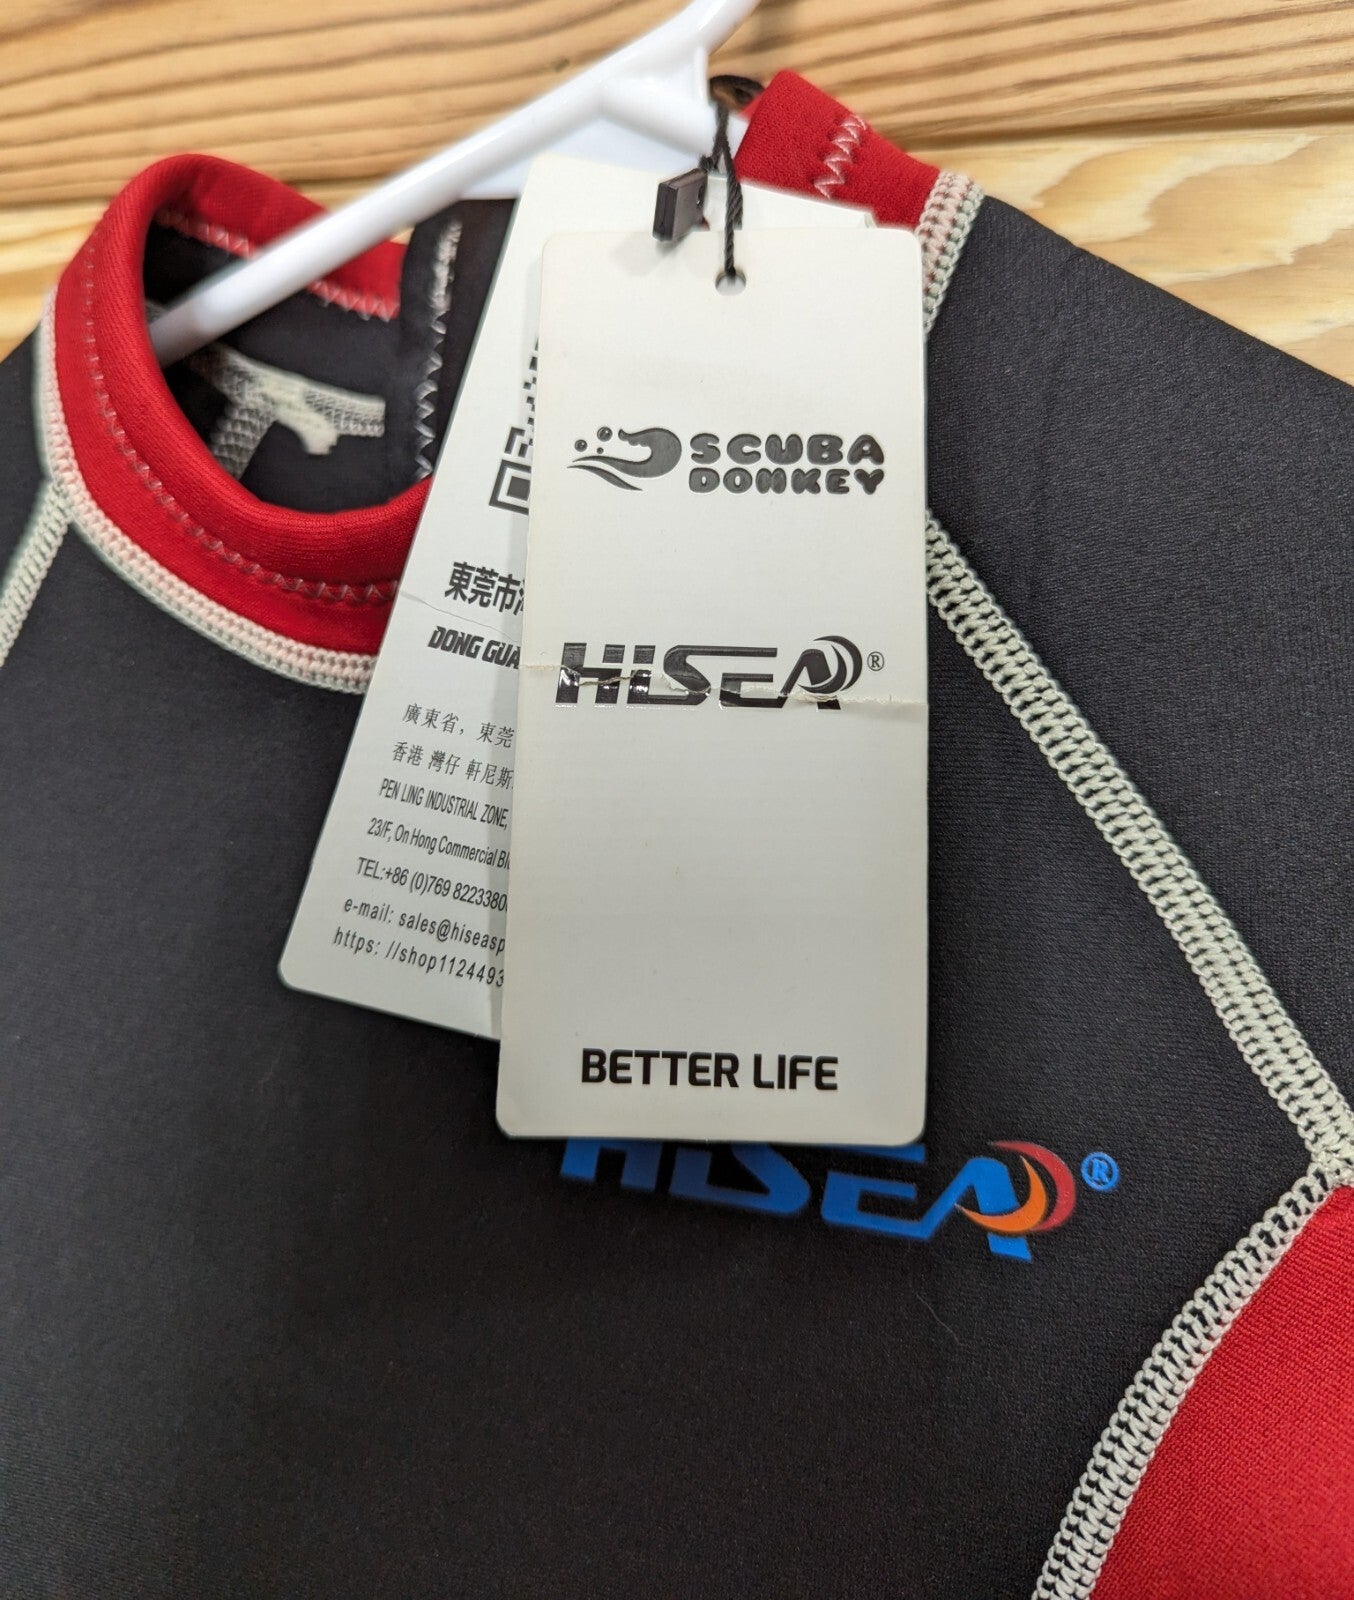 SCUBA
DONKEY
HiSEA®
BETTER LIFE
東莞市
DONG GUA
廣東省，東莞
香港 灣仔 軒尼斯
PEN LING INDUSTRIAL ZONE,
23/F, On Hong Commercial
TEL:+86 (0)769 8223380
e-mail: sales@hiseasp
https: //shop1124493
HiSEA®